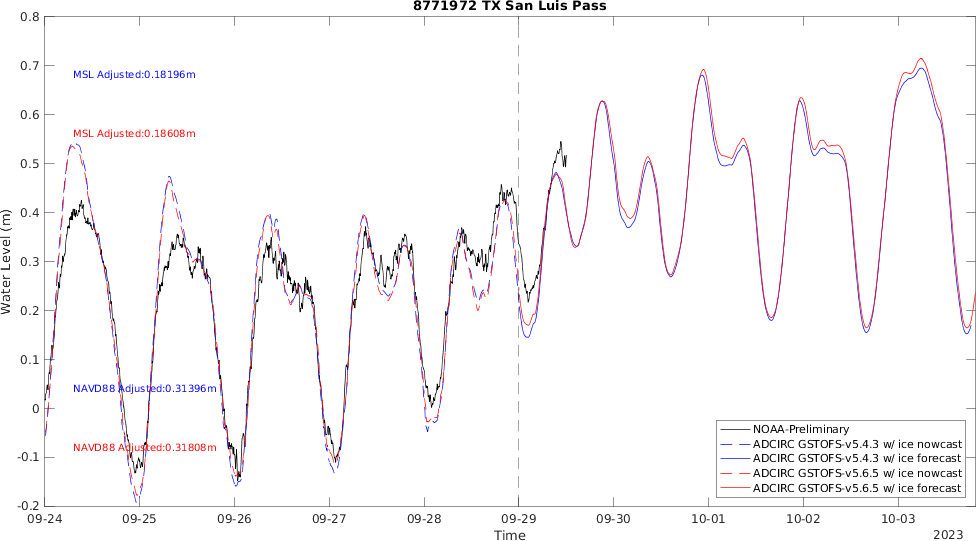 8771972 TX San Luis Pass
0.8
0.7
0.6
0.5
0.4
0.3
0.2
0.1
0
-0.1
-0.2
Water Level (m)
MSL Adjusted:0.18196m
MSL Adjusted:0.18608m
NAVD88 Adjusted:0.31396m
NAVD88 Adjusted:0.31808m
NOAA-Preliminary
ADCIRC GSTOFS-v5.4.3 w/ ice nowcast
ADCIRC GSTOFS-v5.4.3 w/ ice forecast
ADCIRC GSTOFS-v5.6.5 w/ ice nowcast
ADCIRC GSTOFS-v5.6.5 w/ ice forecast
09-24 09-25 09-26 09-27 09-28 09-29 09-30 10-01 10-02 10-03
Time
2023